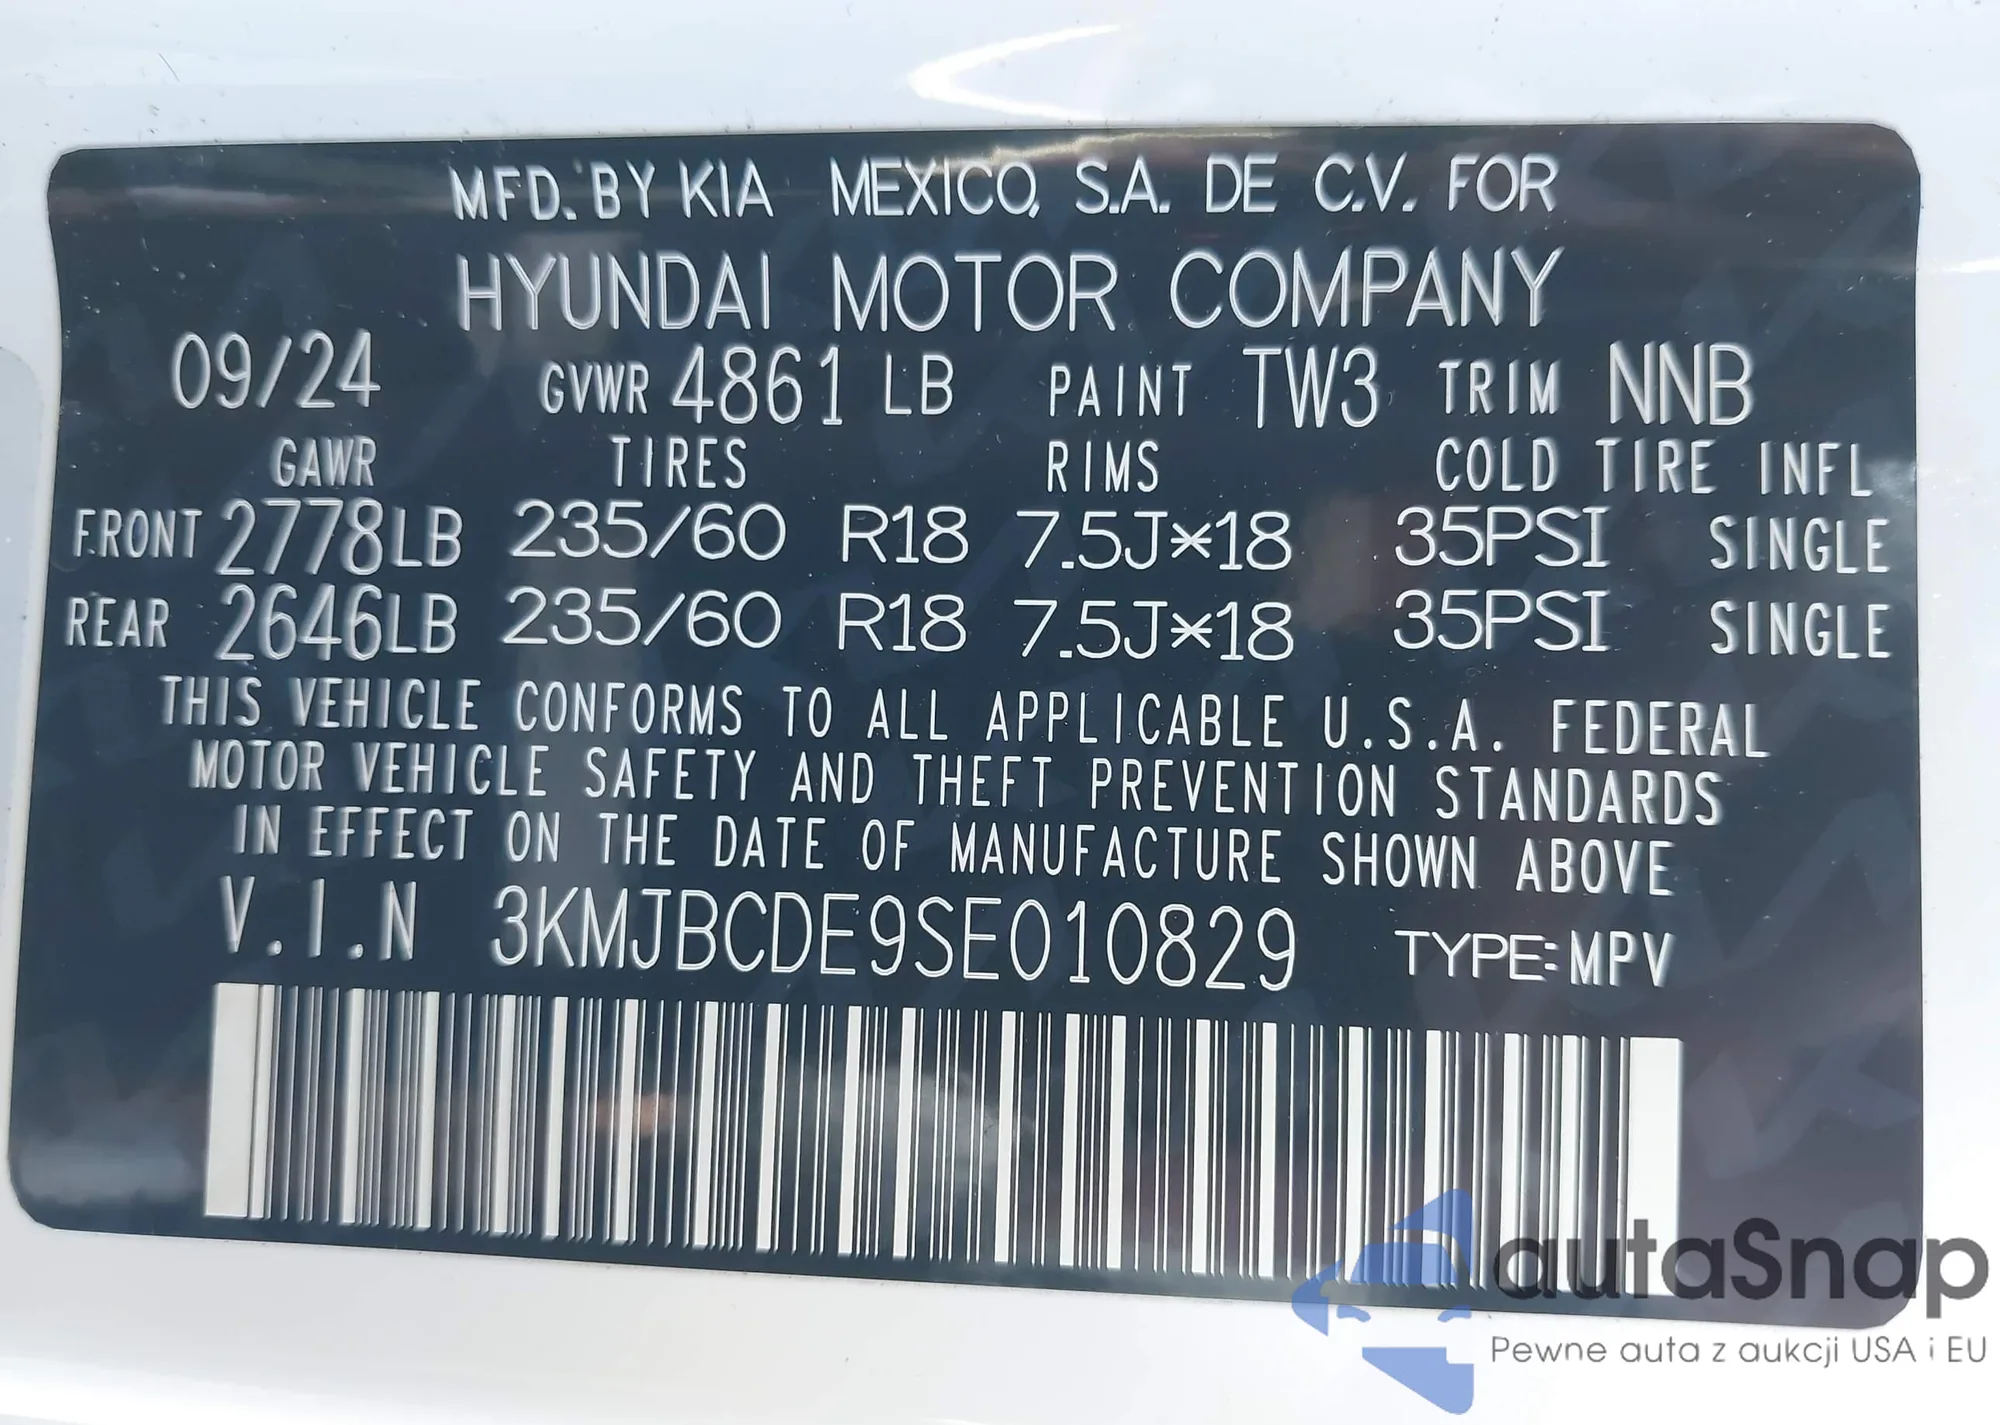 MFD. BY KIA MEXICO, S.A. DE C.V. FOR
HYUNDAI MOTOR COMPANY
09/24 GVWR 4861 LB PAINT TW3 TRIM NNB
GAWR TIRES RIMS COLD TIRE INFL
FRONT 2778LB 235/60 R18 7.5J×18 35PSI SINGLE
REAR 2646LB 235/60 R18 7.5J×18 35PSI SINGLE
THIS VEHICLE CONFORMS TO ALL APPLICABLE U.S.A. FEDERAL
MOTOR VEHICLE SAFETY AND THEFT PREVENTION STANDARDS
IN EFFECT ON THE DATE OF MANUFACTURE SHOWN ABOVE
V.I.N 3KMJBCDE9SE010829 TYPE:MPV
autaSnap
Pewne auta z aukcji USA i EU